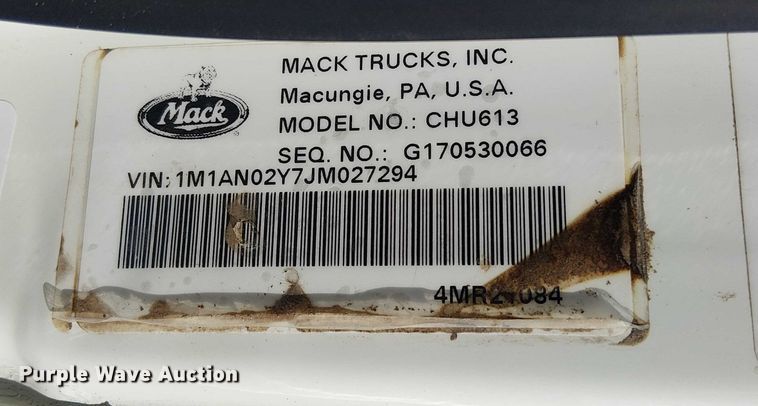 MACK TRUCKS, INC.
Mack
Macungie, PA, U.S.A.
MODEL NO.: CHU613
SEQ. NO.: G170530066
VIN: 1M1AN02Y7JM027294
Purple Wave Auction